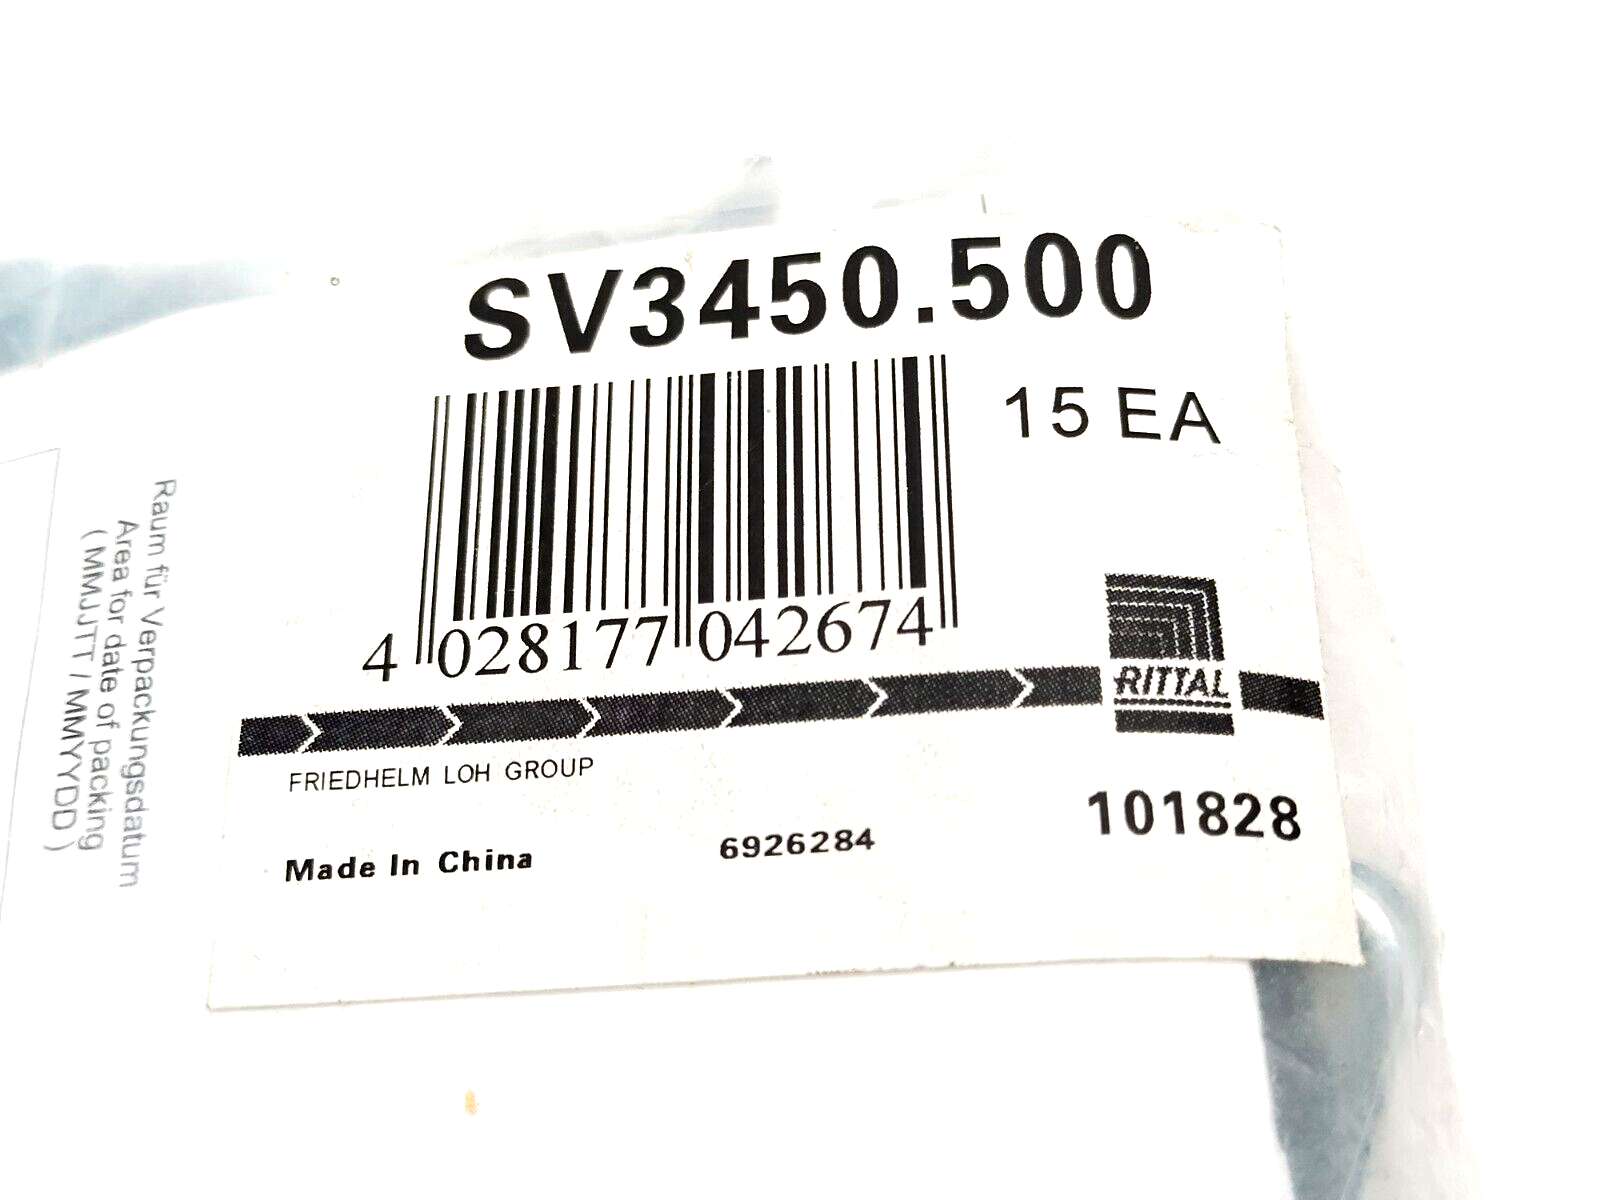 SV3450.500
15 EA
4 028177 042674
RITTAL
FRIEDHELM LOH GROUP
Made In China
6926284
101828
Raum für Verpackungsdatum
Area for date of packing
( MMJJTT / MMYYDD )